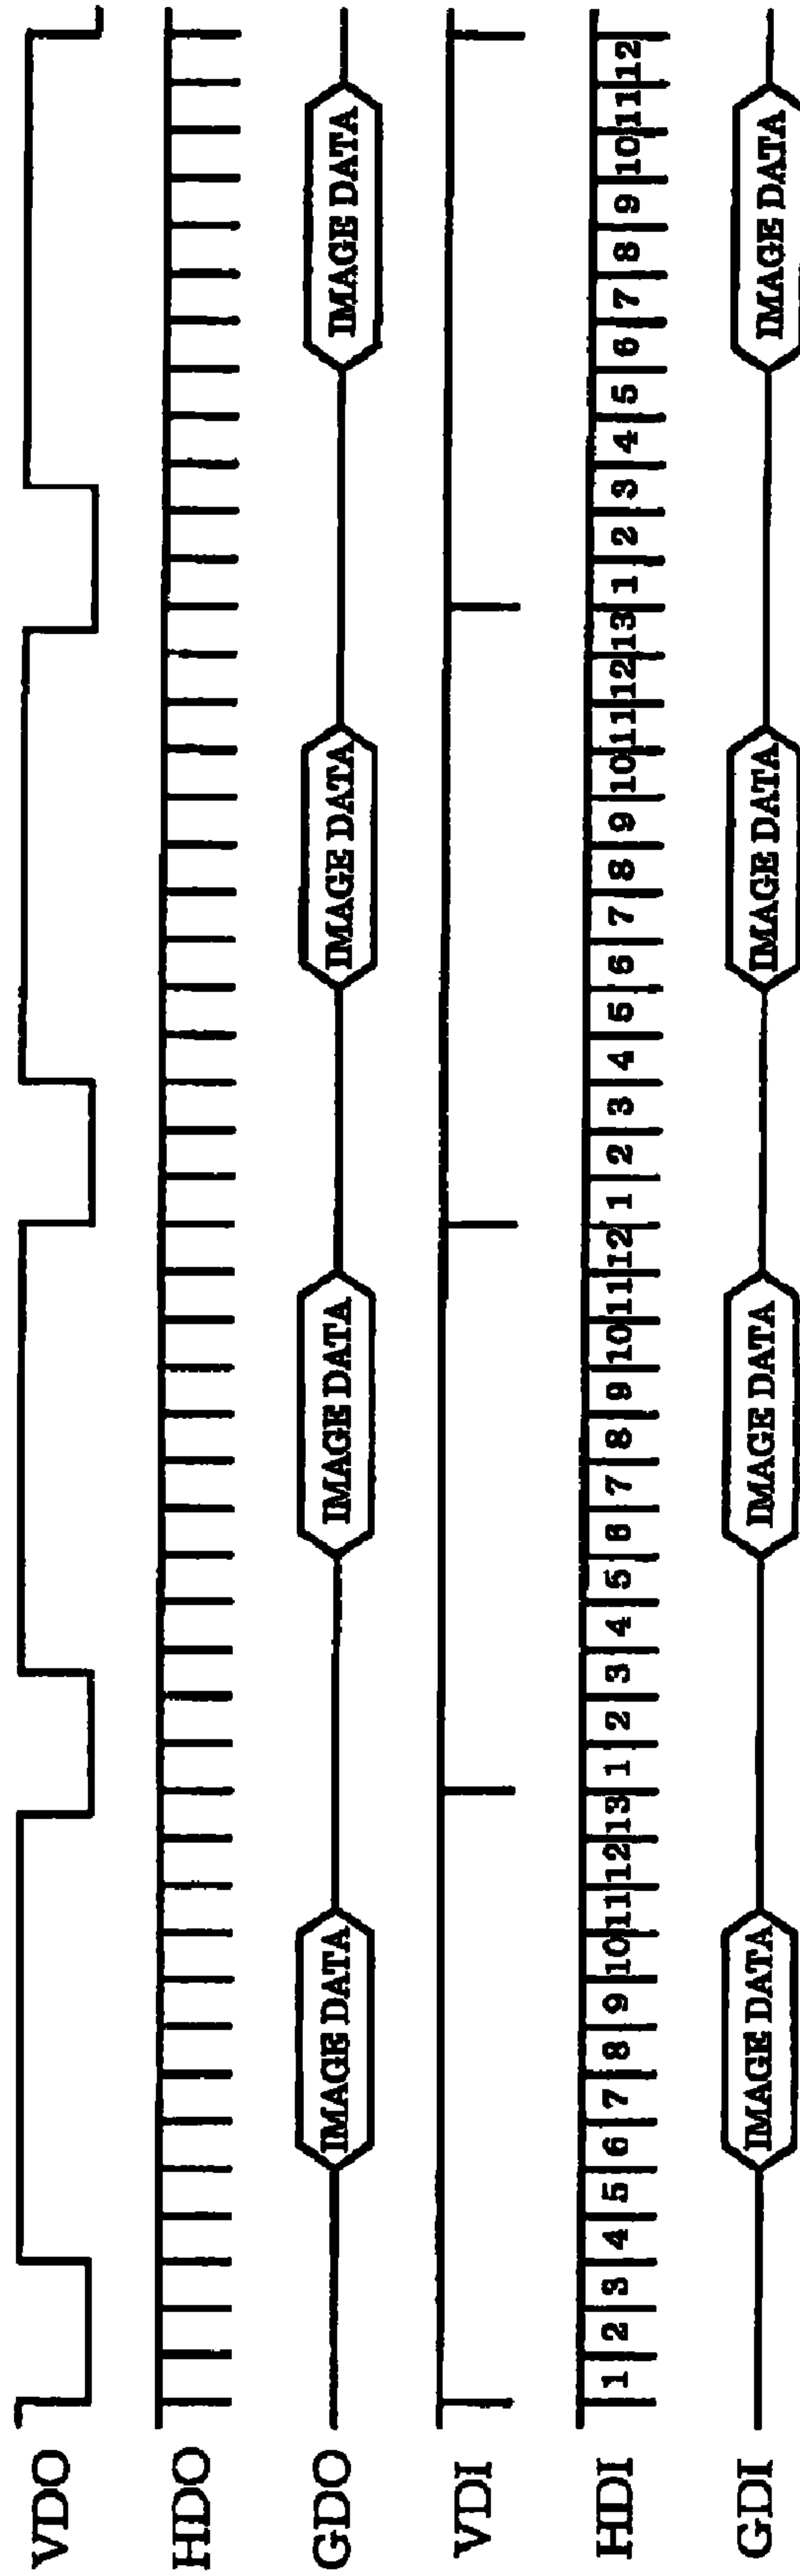 VDO
HDO
GDO IMAGE DATA IMAGE DATA IMAGE DATA IMAGE DATA
VDI
HDI 1 2 3 4 5 6 7 8 9 10 11 12 13 1 2 3 4 5 6 7 8 9 10 11 12 1 2 3 4 5 6 7 8 9 10 11 12 13 1 2 3 4 5 6 7 8 9 10 11 12
GDI IMAGE DATA IMAGE DATA IMAGE DATA IMAGE DATA